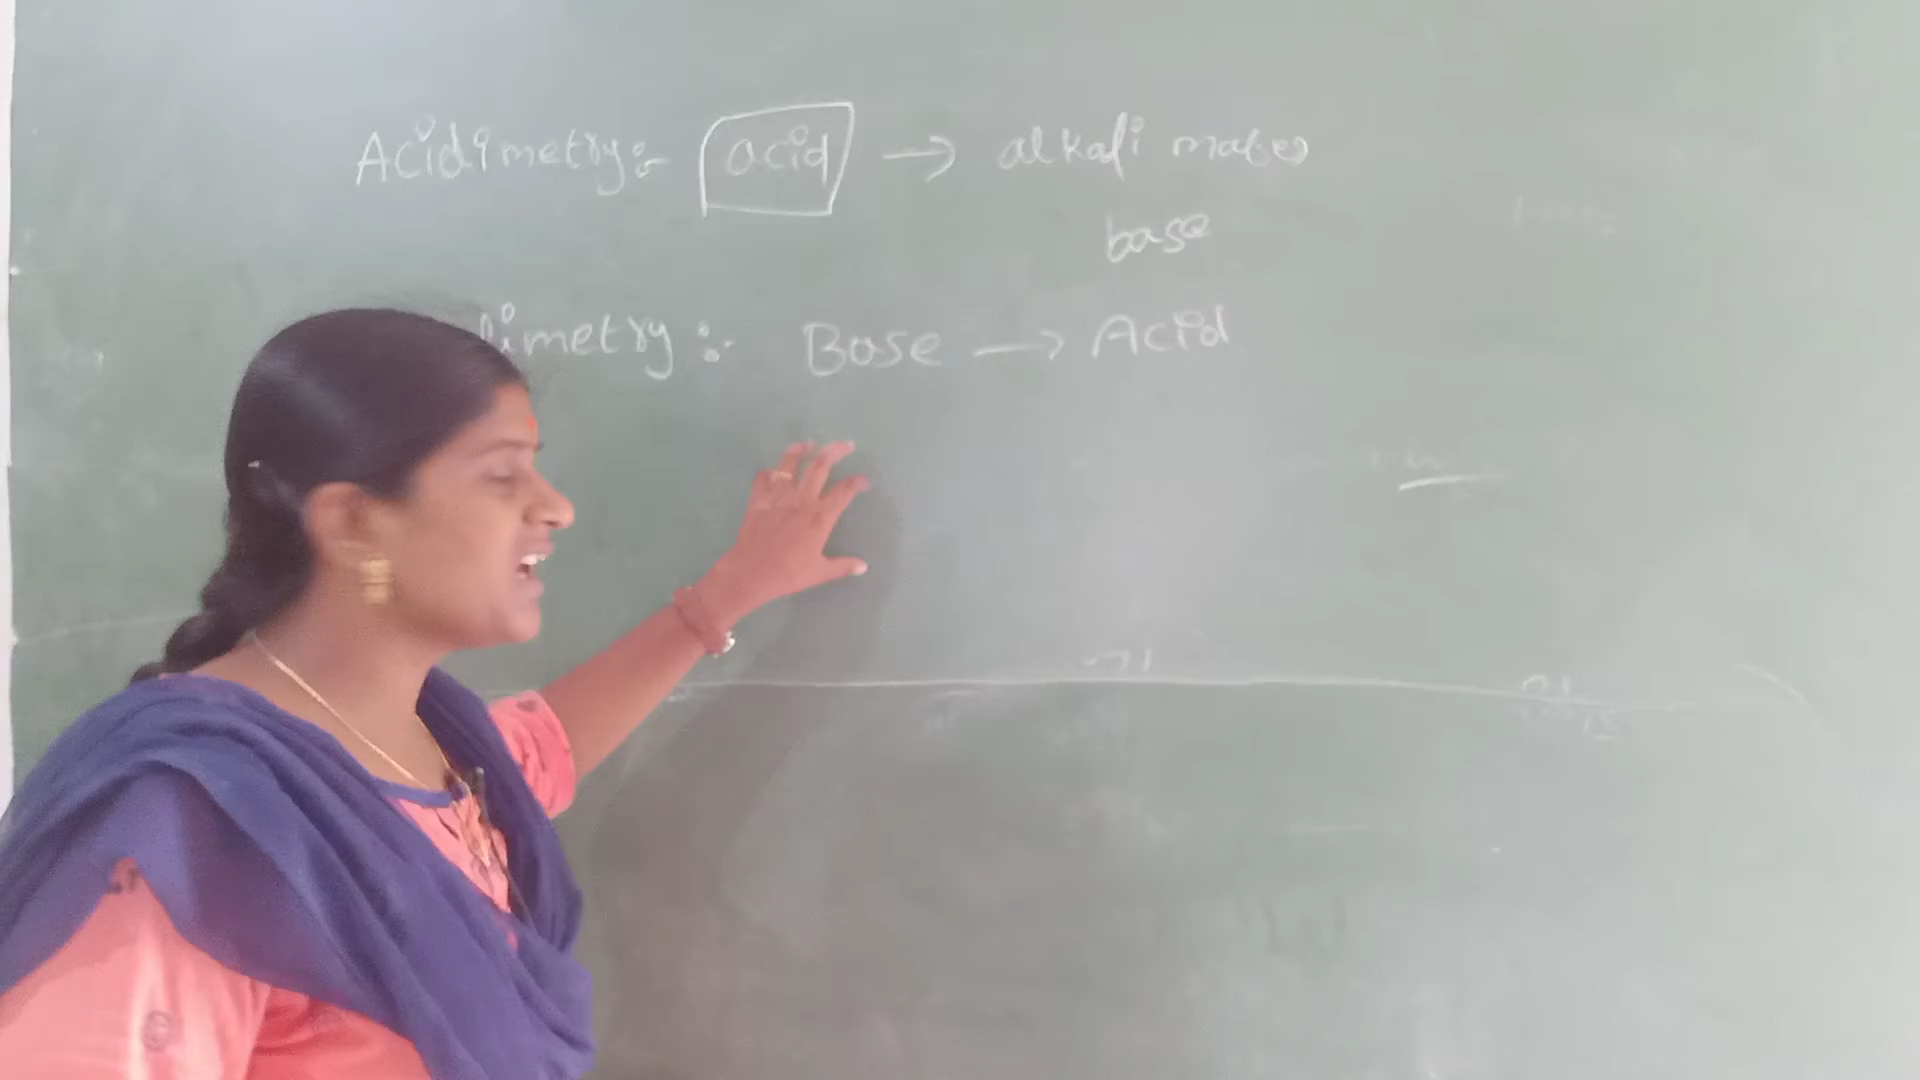 Acidimetry:- acid → alkali
base
limetry :- Base → Acid